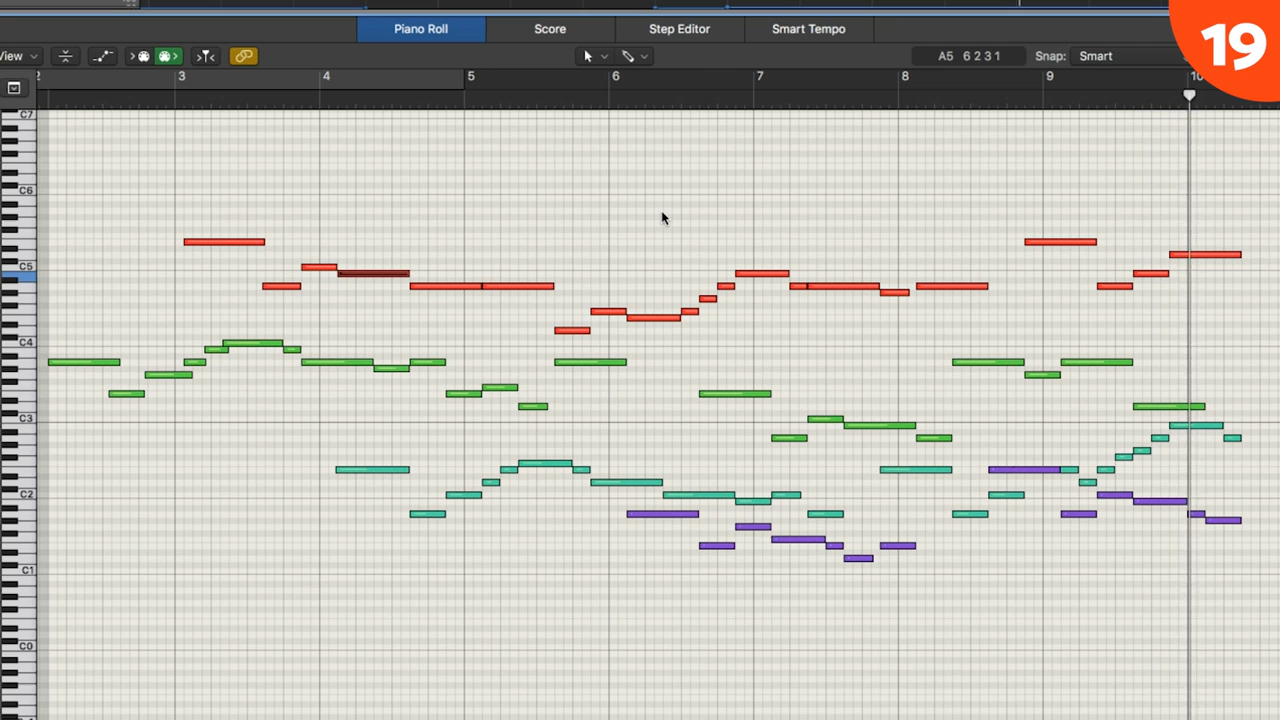 Piano Roll Score Step Editor Smart Tempo
19
View A5 6 2 3 1 Snap: Smart
2 3 4 5 6 7 8 9 10
C7
C6
C5
C4
C3
C2
C1
C0